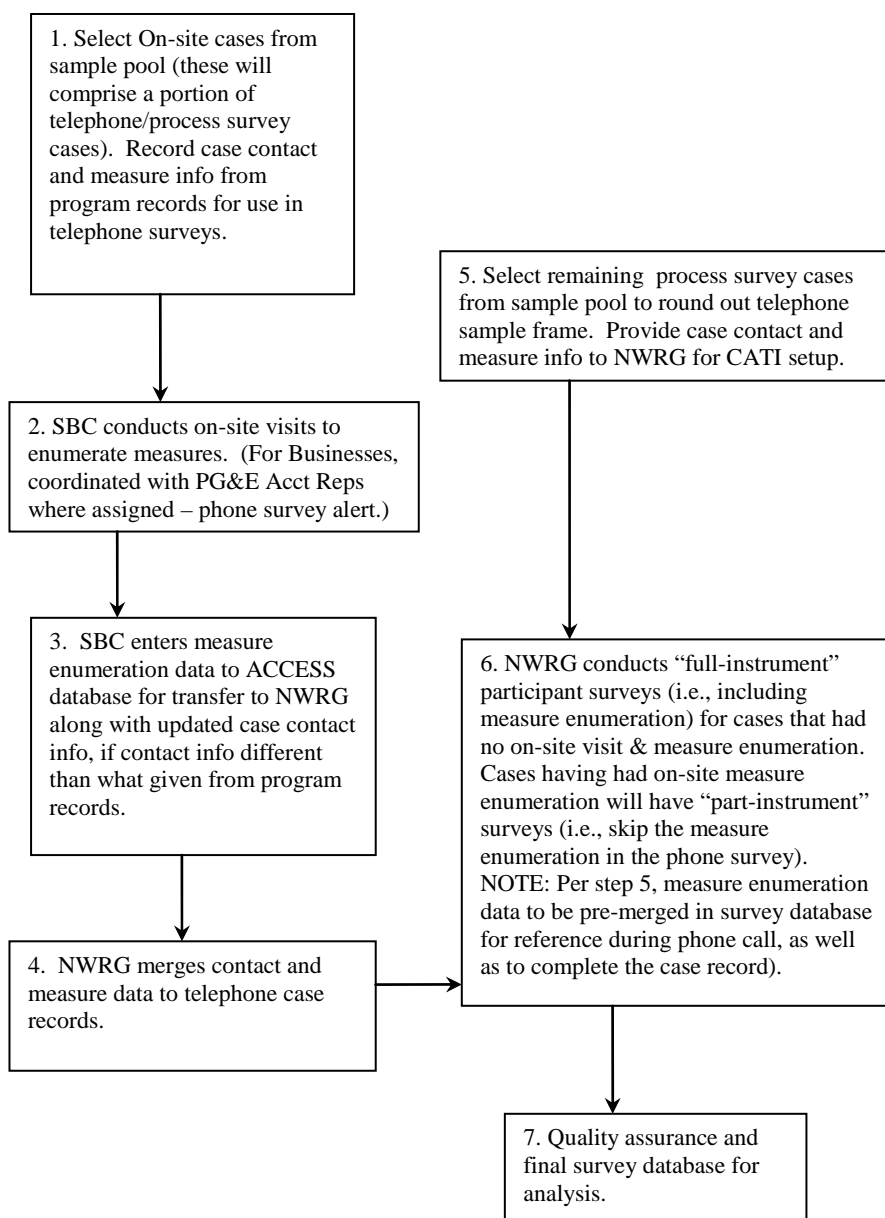 1. Select On-site cases from
sample pool (these will
comprise a portion of
telephone/process survey
cases).  Record case contact
and measure info from
program records for use in
telephone surveys.
2. SBC conducts on-site visits to
enumerate measures.  (For Businesses,
coordinated with PG&E Acct Reps
where assigned – phone survey alert.)
3.  SBC enters measure
enumeration data to ACCESS
database for transfer to NWRG
along with updated case contact
info, if contact info different
than what given from program
records.
4.  NWRG merges contact and
measure data to telephone case
records.
5. Select remaining  process survey cases
from sample pool to round out telephone
sample frame.  Provide case contact and
measure info to NWRG for CATI setup.
6. NWRG conducts “full-instrument”
participant surveys (i.e., including
measure enumeration) for cases that had
no on-site visit & measure enumeration.
Cases having had on-site measure
enumeration will have “part-instrument”
surveys (i.e., skip the measure
enumeration in the phone survey).
NOTE: Per step 5, measure enumeration
data to be pre-merged in survey database
for reference during phone call, as well
as to complete the case record).
7. Quality assurance and
final survey database for
analysis.